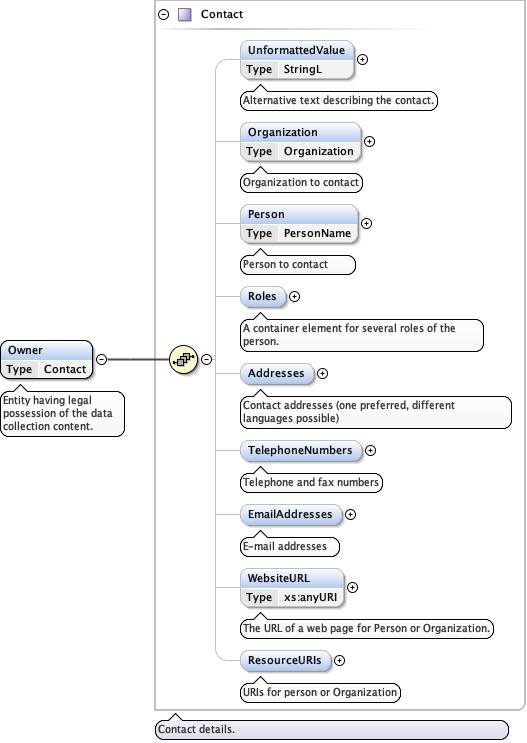 Contact
UnformattedValue
Type StringL
Alternative text describing the contact.
Organization
Type Organization
Organization to contact
Person
Type PersonName
Person to contact
Roles
A container element for several roles of the
person.
Owner
Type Contact
Entity having legal
possession of the data
collection content.
Addresses
Contact addresses (one preferred, different
languages possible)
TelephoneNumbers
Telephone and fax numbers
EmailAddresses
E-mail addresses
WebsiteURL
Type xs:anyURI
The URL of a web page for Person or Organization.
ResourceURIs
URIs for person or Organization
Contact details.